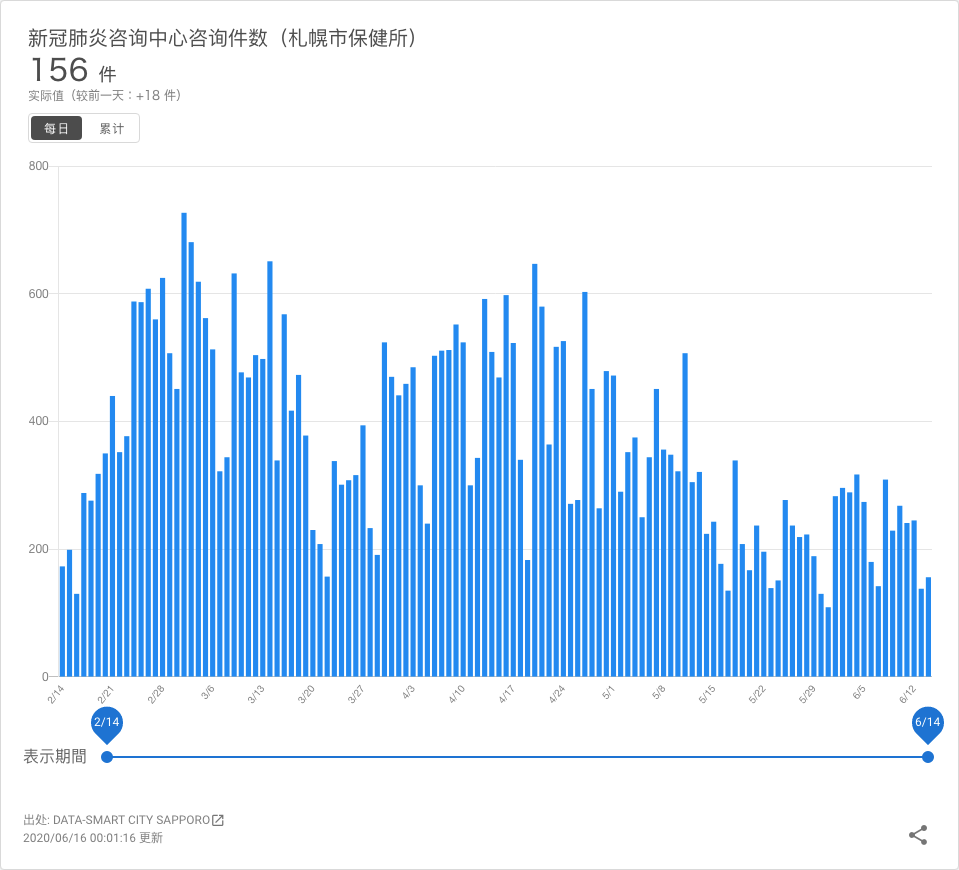 新冠肺炎咨询中心咨询件数（札幌市保健所）
156 件
实际值（较前一天：+18 件）
每日 累计
800
600
400
200
0
2/14 2/21 2/28 3/6 3/13 3/20 3/27 4/3 4/10 4/17 4/24 5/1 5/8 5/15 5/22 5/29 6/5 6/12
2/14 6/14
表示期間
出处: DATA-SMART CITY SAPPORO
2020/06/16 00:01:16 更新